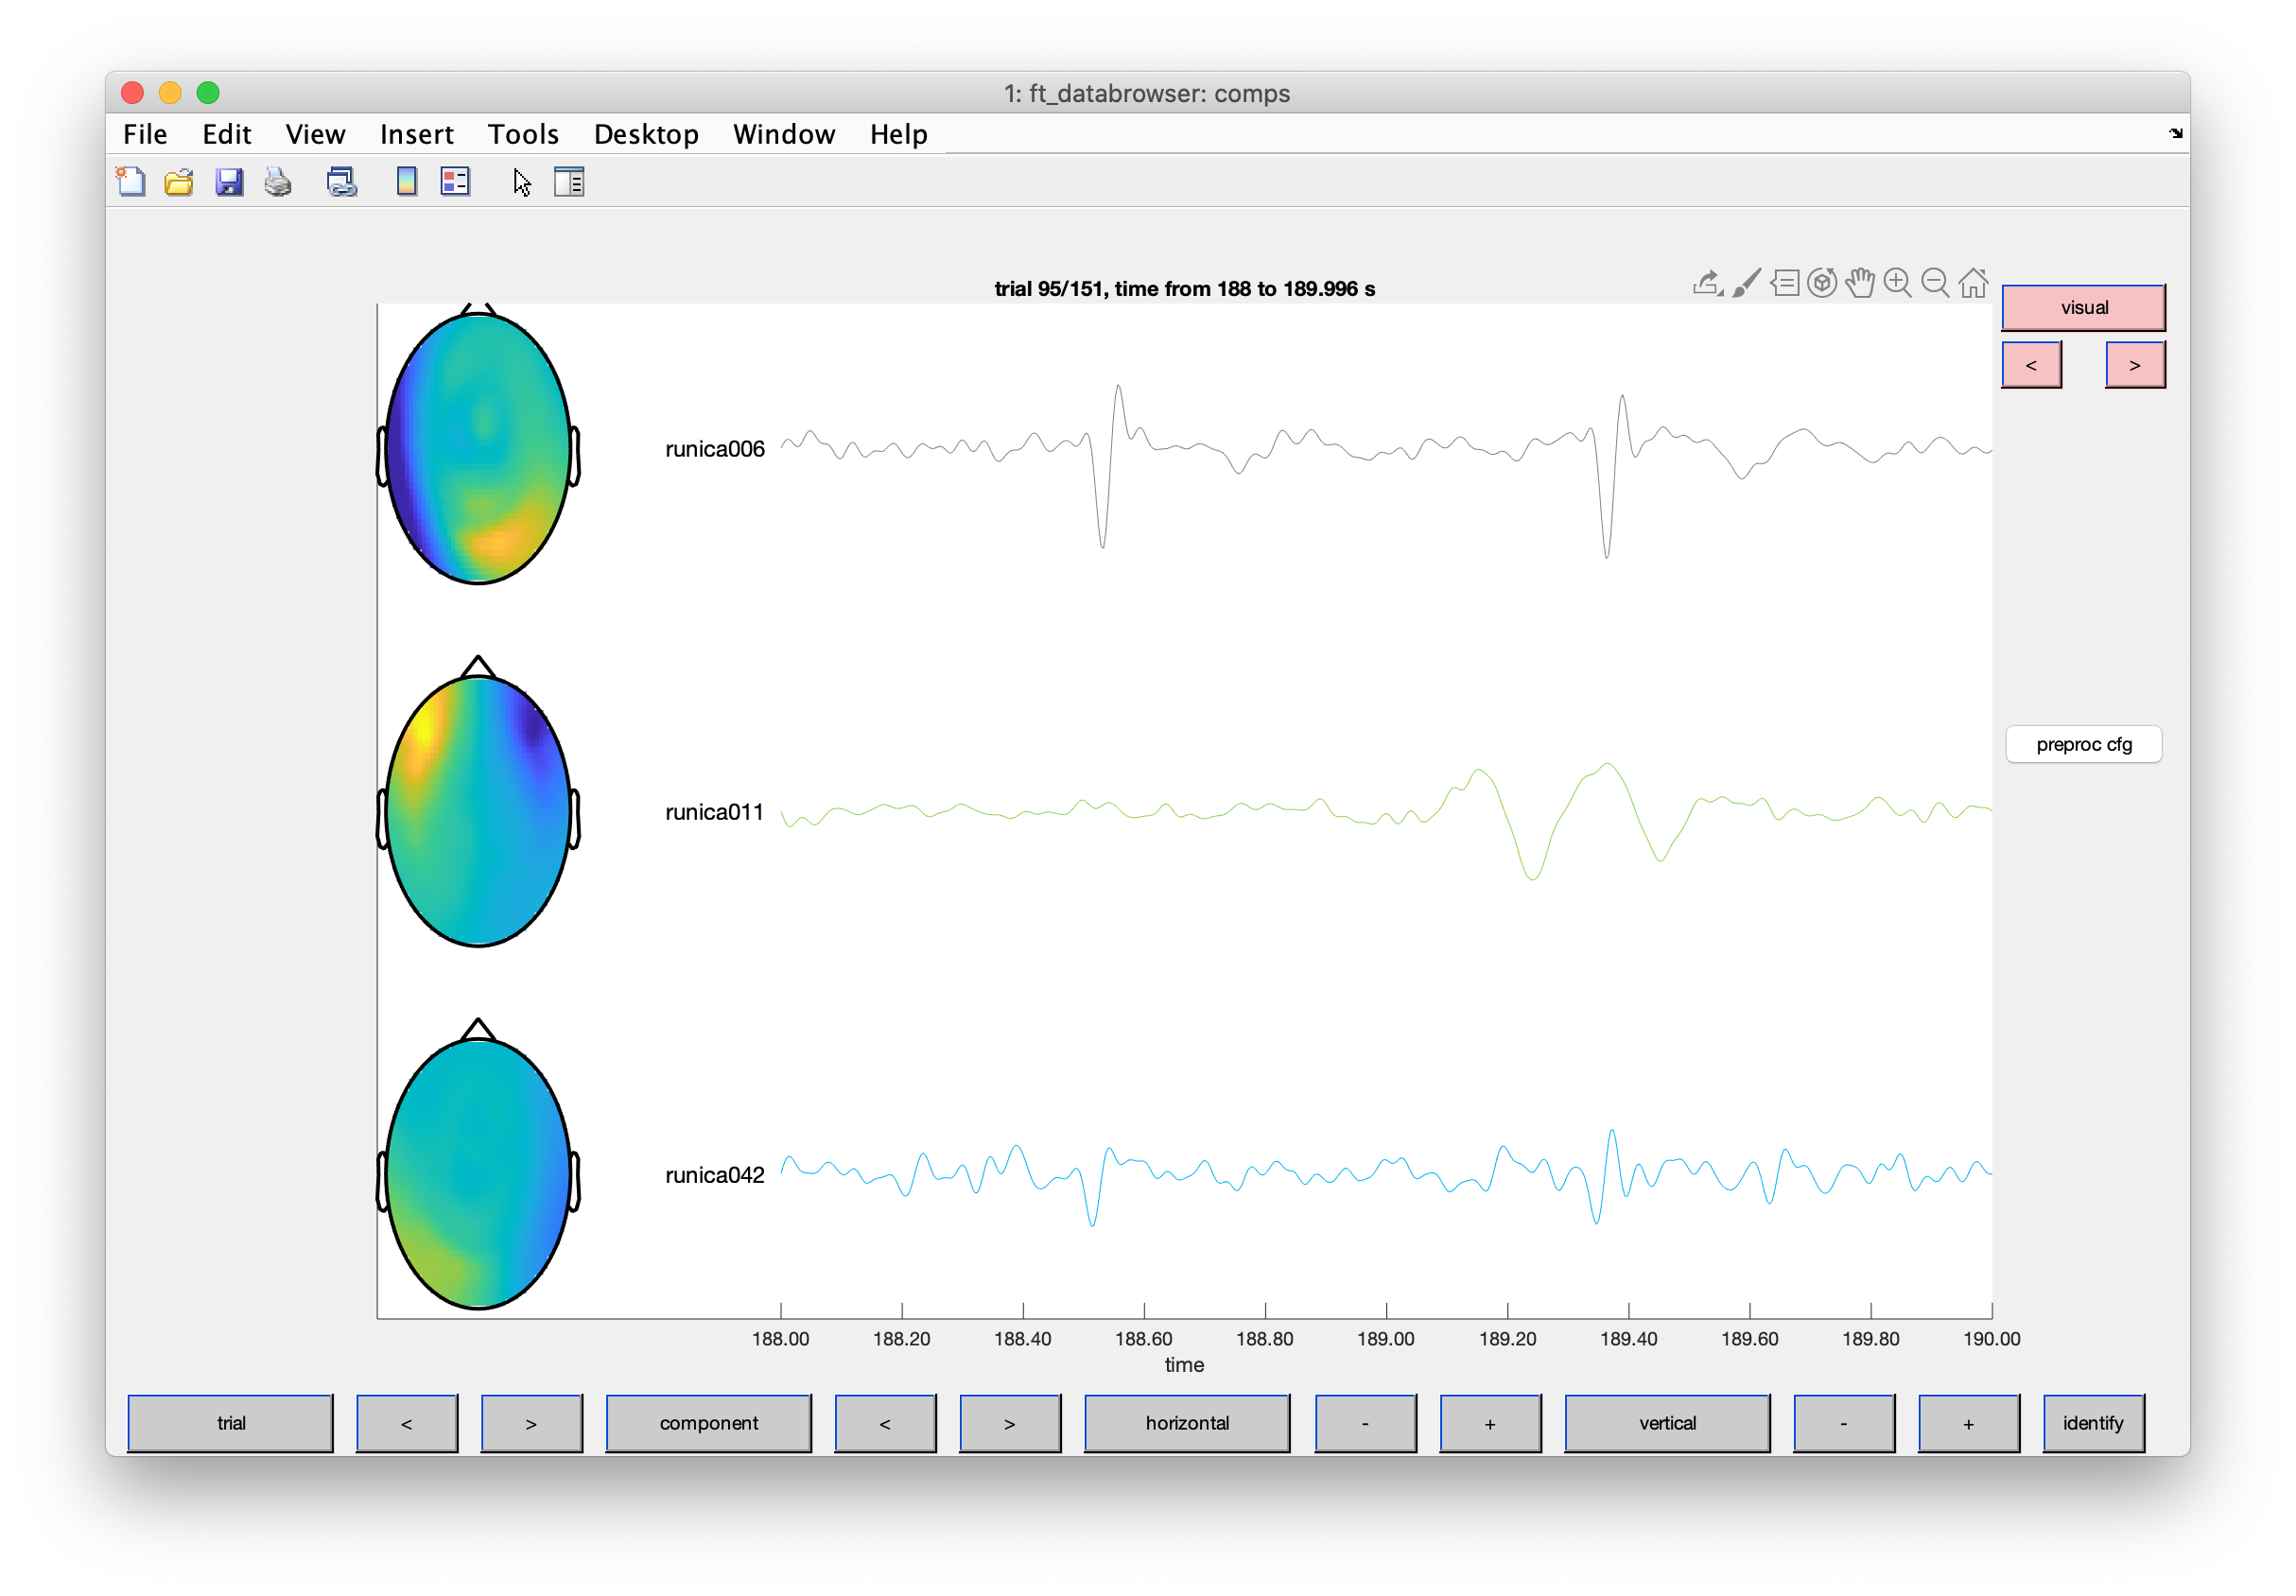 1: ft_databrowser: comps
File Edit View Insert Tools Desktop Window Help
trial 95/151, time from 188 to 189.996 s
visual
< >
runica006
preproc cfg
runica011
runica042
188.00 188.20 188.40 188.60 188.80 189.00 189.20 189.40 189.60 189.80 190.00
time
trial < > component < > horizontal - + vertical - + identify